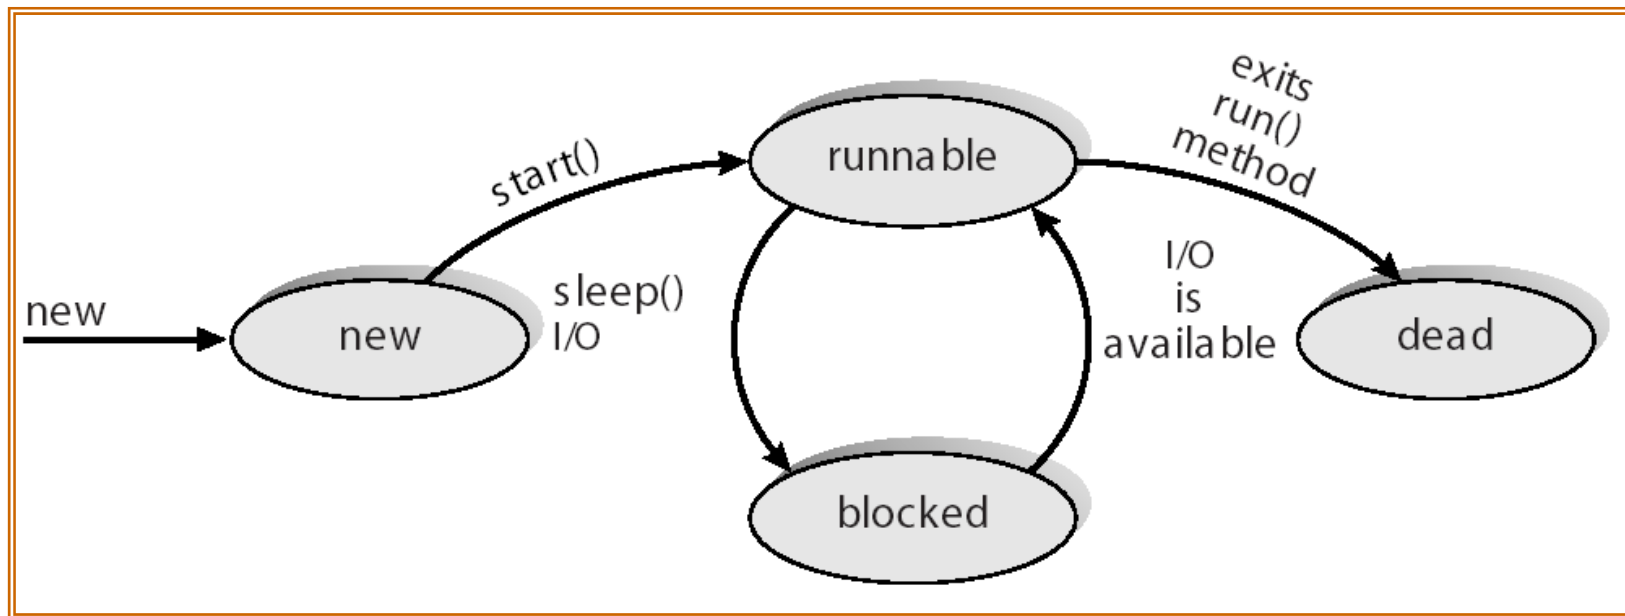 exits
run()
method
start()
runnable
new
new
sleep()
I/O
I/O
is
available
dead
blocked